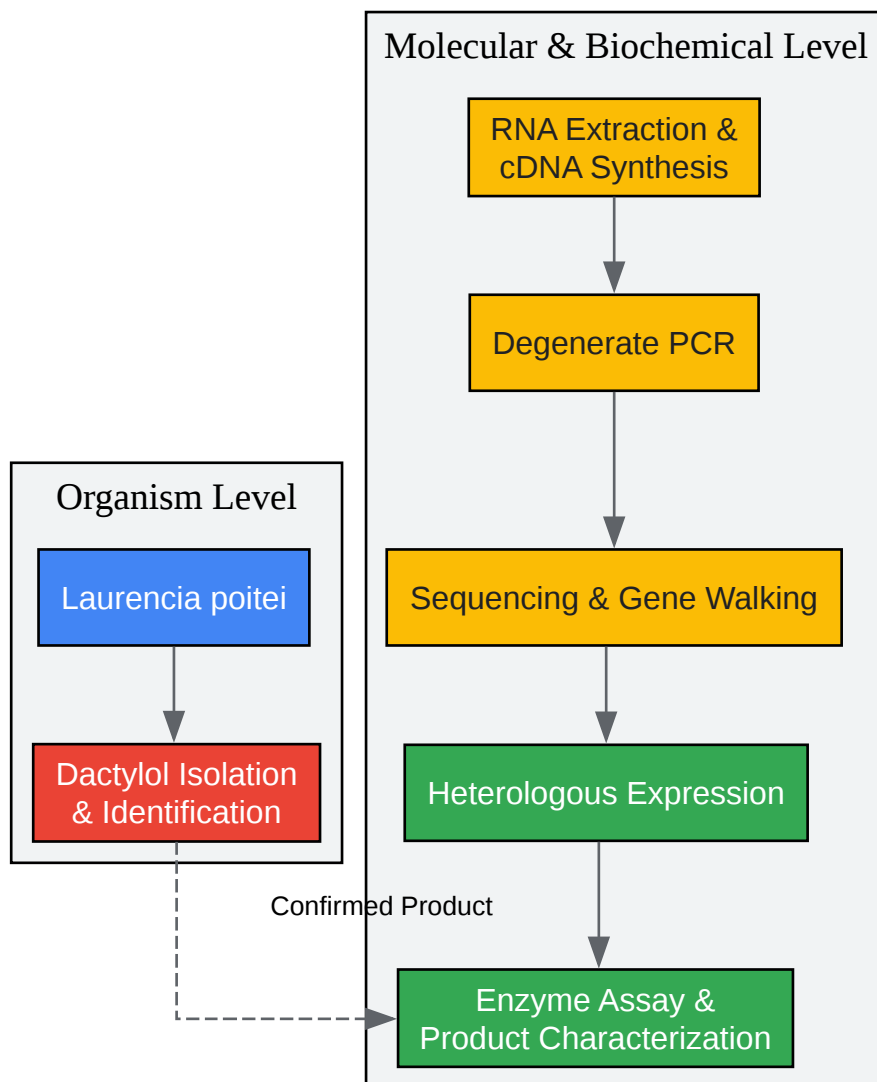 Molecular & Biochemical Level
RNA Extraction &
cDNA Synthesis
Degenerate PCR
Sequencing & Gene Walking
Heterologous Expression
Enzyme Assay &
Product Characterization
Organism Level
Laurencia poitei
Dactylol Isolation
& Identification
Confirmed Product